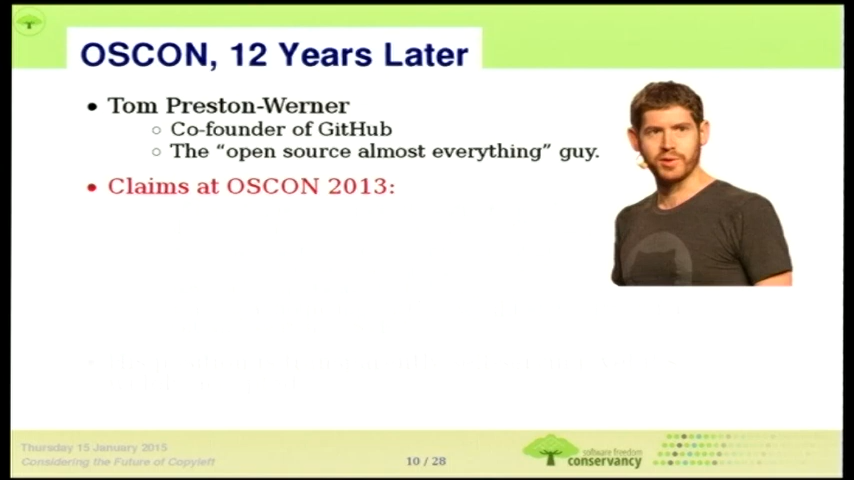 OSCON, 12 Years Later
Tom Preston-Werner
Co-founder of GitHub
The “open source almost everything” guy.
Claims at OSCON 2013:
Thursday 15 January 2015
Considering the Future of Copyleft
10 / 28
software freedom
conservancy